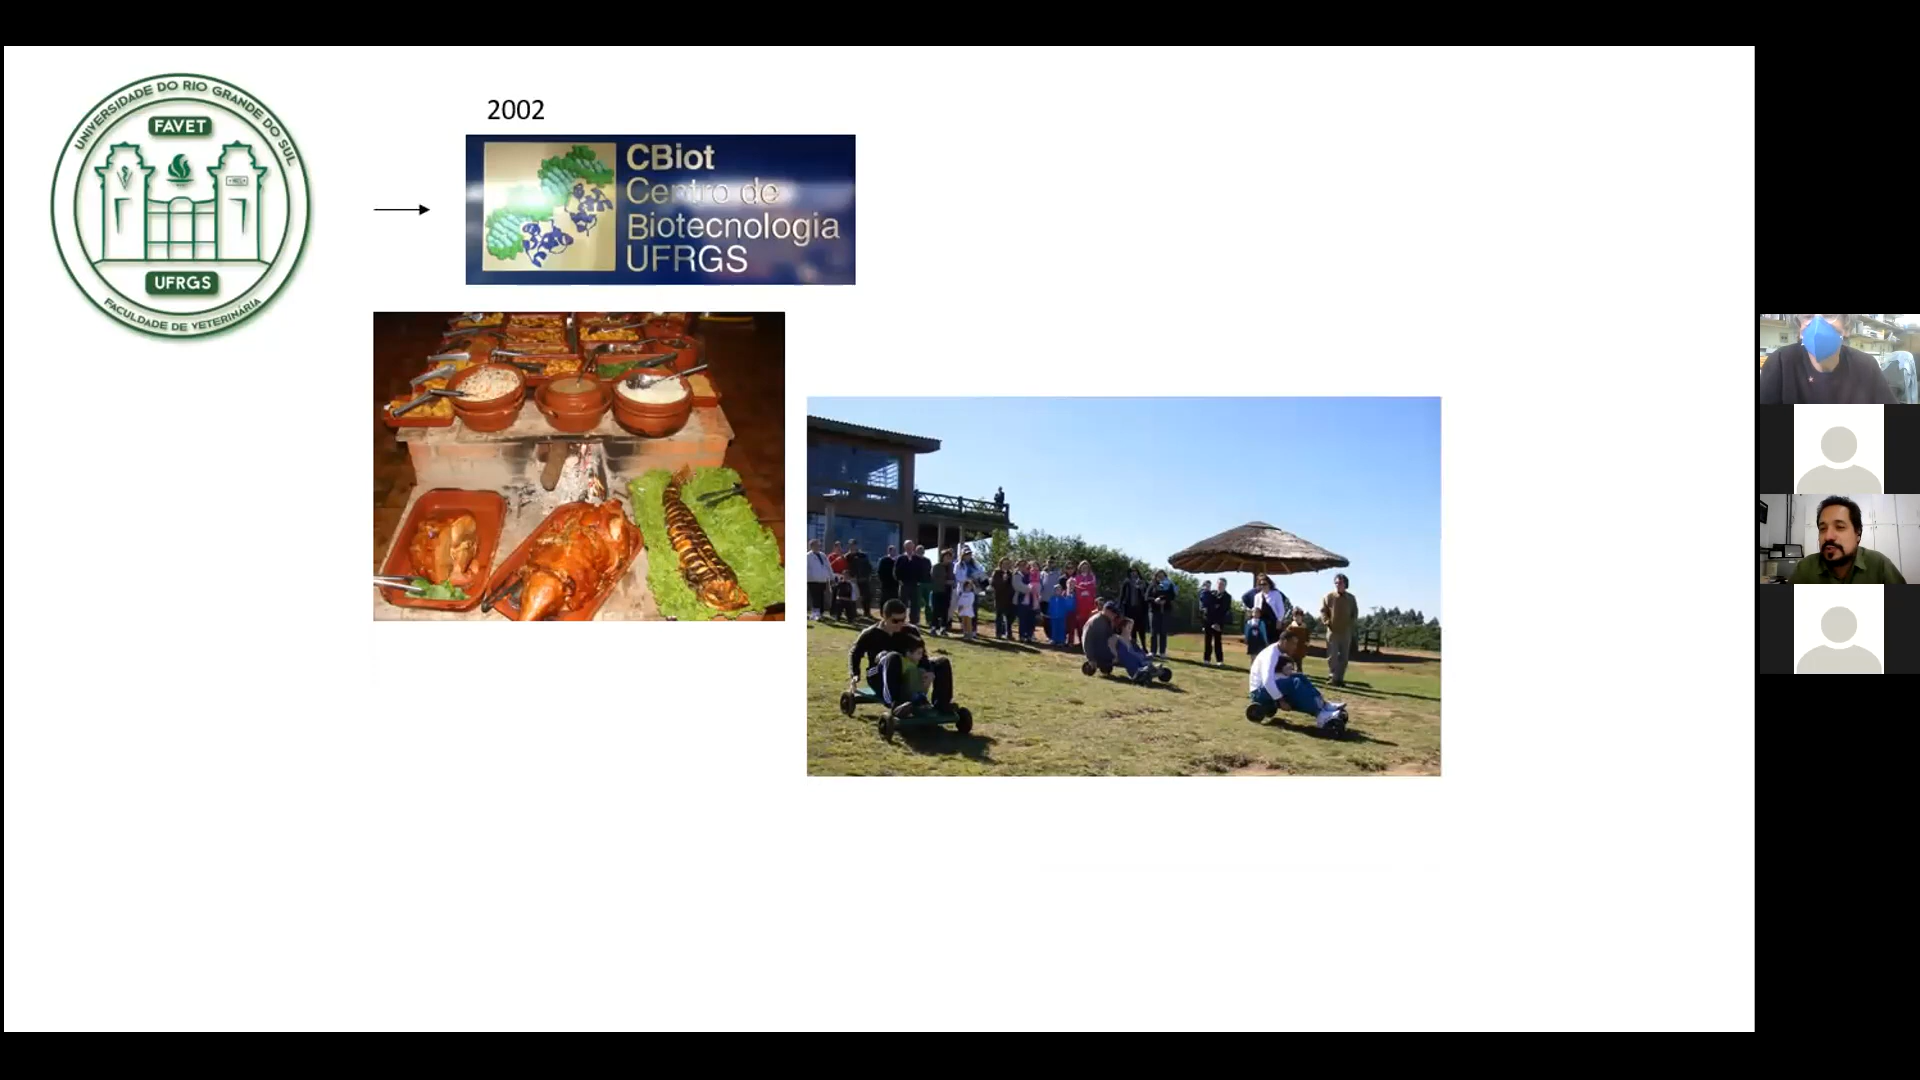 UNIVERSIDADE DO RIO GRANDE DO SUL
FAVET
UFRGS
FACULDADE DE VETERINÁRIA
2002
CBiot
Centro de
Biotecnologia
UFRGS